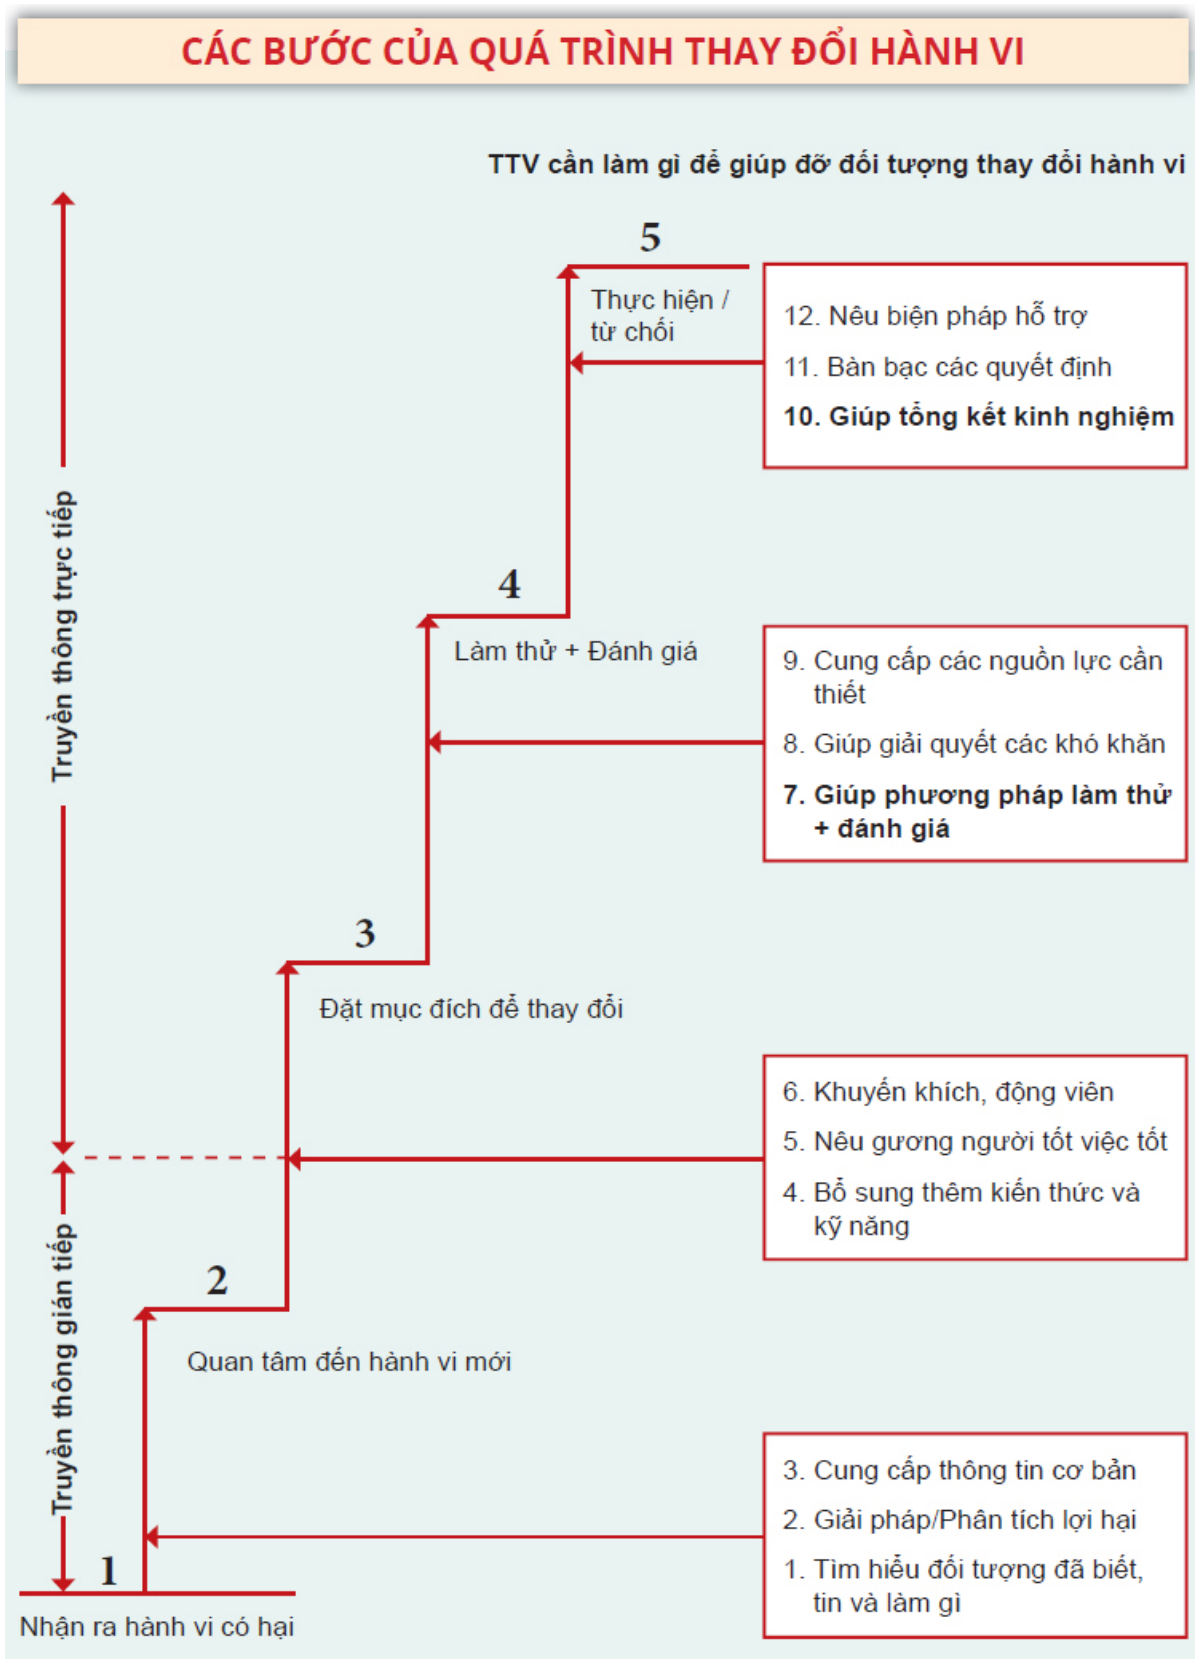 CÁC BƯỚC CỦA QUÁ TRÌNH THAY ĐỔI HÀNH VI
TTV cần làm gì để giúp đỡ đối tượng thay đổi hành vi
5
Thực hiện /
từ chối
12. Nêu biện pháp hỗ trợ
11. Bàn bạc các quyết định
10. Giúp tổng kết kinh nghiệm
Truyền thông trực tiếp
4
Làm thử + Đánh giá
9. Cung cấp các nguồn lực cần
thiết
8. Giúp giải quyết các khó khăn
7. Giúp phương pháp làm thử
+ đánh giá
3
Đặt mục đích để thay đổi
6. Khuyến khích, động viên
5. Nêu gương người tốt việc tốt
4. Bổ sung thêm kiến thức và
kỹ năng
Truyền thông gián tiếp
2
Quan tâm đến hành vi mới
3. Cung cấp thông tin cơ bản
2. Giải pháp/Phân tích lợi hại
1. Tìm hiểu đối tượng đã biết,
tin và làm gì
1
Nhận ra hành vi có hại